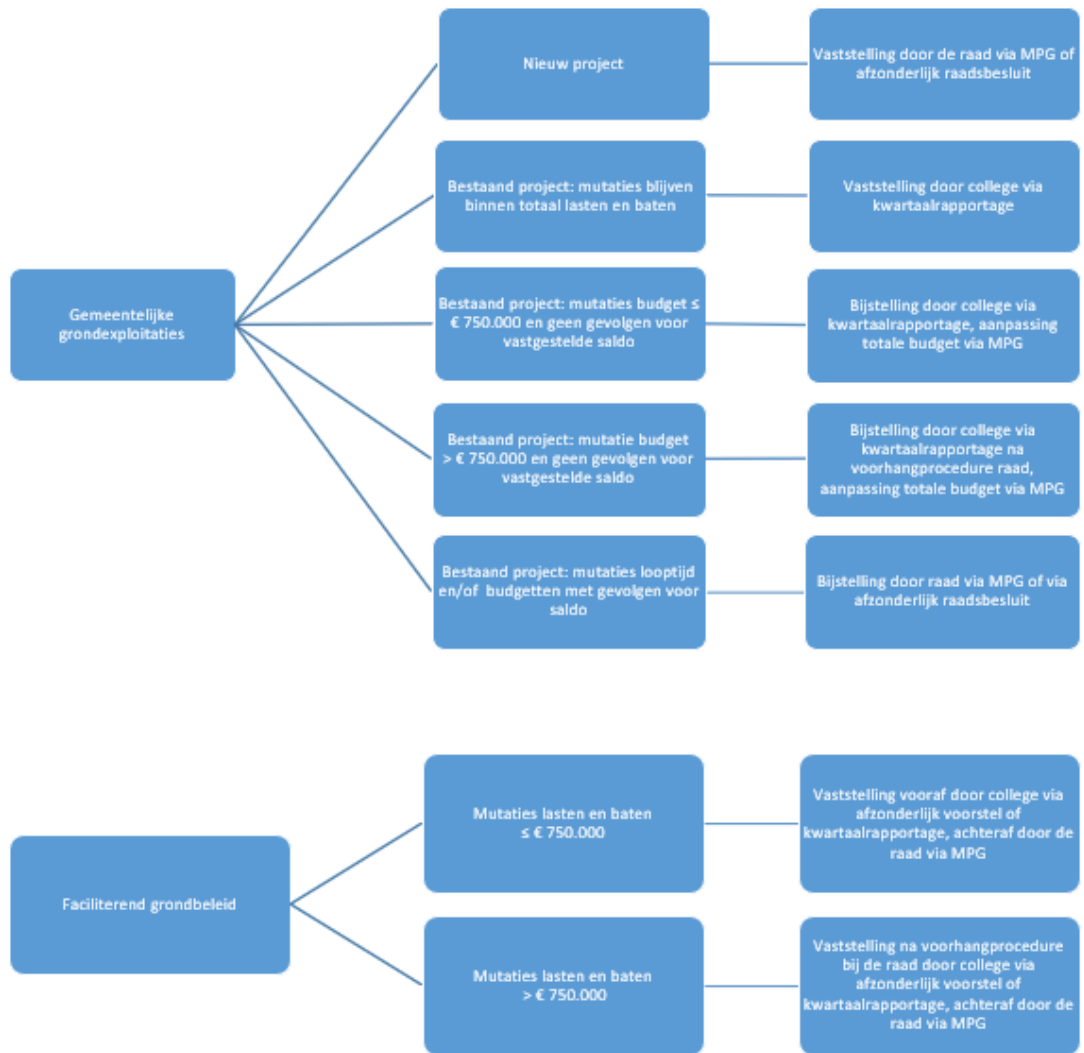 Nieuw project
Vaststelling door de raad via MPG of
afzonderlijk raadsbesluit
Bestaand project: mutaties blijven
binnen totaal lasten en baten
Vaststelling door college via
kwartaalrapportage
Gemeentelijke
grondexploitaties
Bestaand project: mutaties budget ≤
€ 750.000 en geen gevolgen voor
vastgestelde saldo
Bijstelling door college via
kwartaalrapportage, aanpassing
totale budget via MPG
Bestaand project: mutatie budget
> € 750.000 en geen gevolgen voor
vastgestelde saldo
Bijstelling door college via
kwartaalrapportage na
voorhangprocedure raad,
aanpassing totale budget via MPG
Bestaand project: mutaties looptijd
en/of budgetten met gevolgen voor
saldo
Bijstelling door raad via MPG of via
afzonderlijk raadsbesluit
Faciliterend grondbeleid
Mutaties lasten en baten
≤ € 750.000
Vaststelling vooraf door college via
afzonderlijk voorstel of
kwartaalrapportage, achteraf door de
raad via MPG
Mutaties lasten en baten
> € 750.000
Vaststelling na voorhangprocedure
bij de raad door college via
afzonderlijk voorstel of
kwartaalrapportage, achteraf door de
raad via MPG